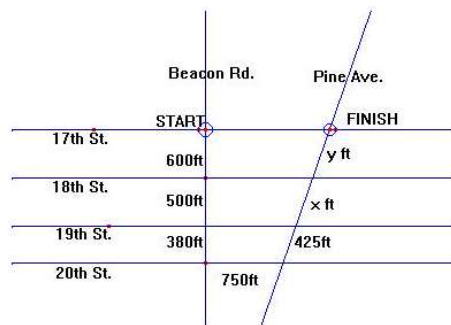 Beacon Rd.
Pine Ave.
START
FINISH
17th St.
600ft
y ft
18th St.
500ft
x ft
19th St.
380ft
425ft
20th St.
750ft